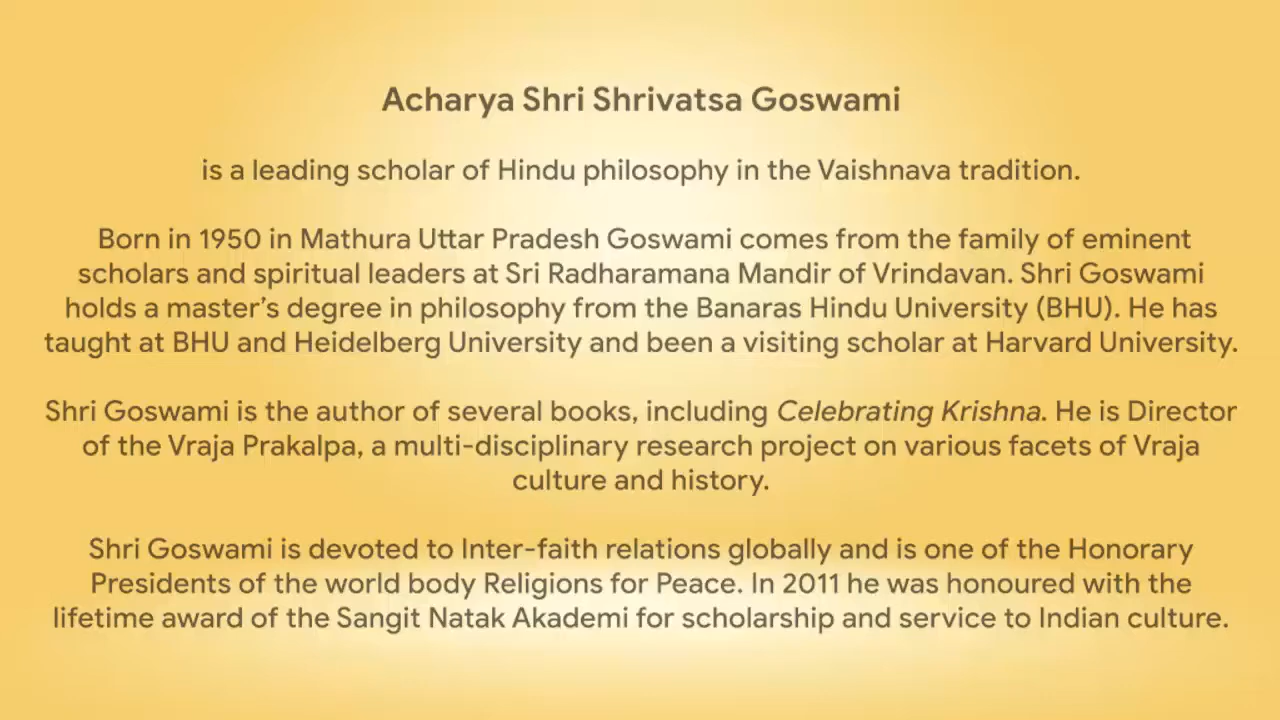 Acharya Shri Shrivatsa Goswami
is a leading scholar of Hindu philosophy in the Vaishnava tradition.
Born in 1950 in Mathura Uttar Pradesh Goswami comes from the family of eminent
scholars and spiritual leaders at Sri Radharamana Mandir of Vrindavan. Shri Goswami
holds a master’s degree in philosophy from the Banaras Hindu University (BHU). He has
taught at BHU and Heidelberg University and been a visiting scholar at Harvard University.
Shri Goswami is the author of several books, including Celebrating Krishna. He is Director
of the Vraja Prakalpa, a multi-disciplinary research project on various facets of Vraja
culture and history.
Shri Goswami is devoted to Inter-faith relations globally and is one of the Honorary
Presidents of the world body Religions for Peace. In 2011 he was honoured with the
lifetime award of the Sangit Natak Akademi for scholarship and service to Indian culture.